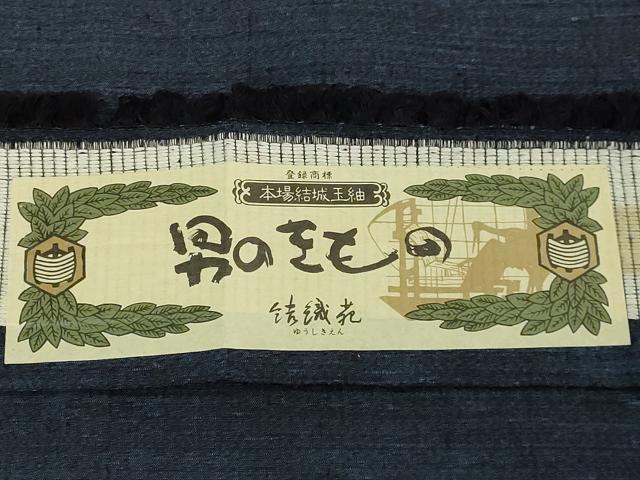 登録商標
本場結城玉紬
男のきもの
結織苑
ゆうしきえん